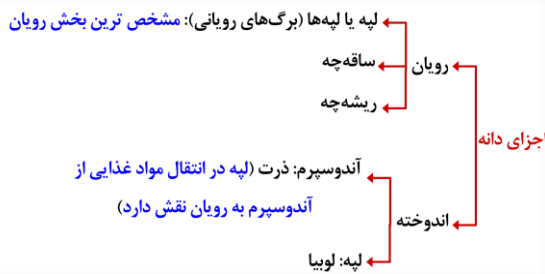 لپه یا لپه‌ها (برگ‌های رویانی): مشخص ترین بخش رویان
رویان
ساقه‌چه
ریشه‌چه
اجزای دانه
آندوسپرم: ذرت (لپه در انتقال مواد غذایی از
آندوسپرم به رویان نقش دارد)
اندوخته
لپه: لوبیا